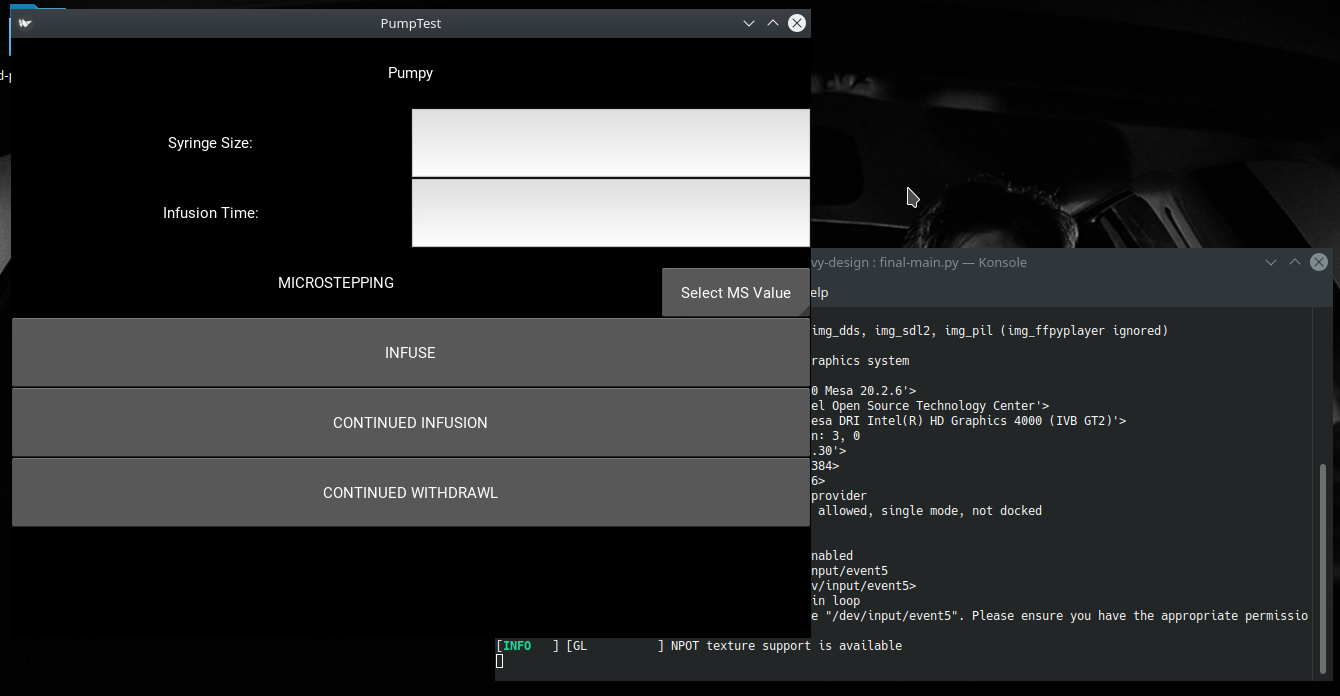 PumpTest
Pumpy
Syringe Size:
Infusion Time:
MICROSTEPPING
Select MS Value
INFUSE
CONTINUED INFUSION
CONTINUED WITHDRAWL
d-p
vy-design : final-main.py — Konsole
elp
img_dds, img_sdl2, img_pil (img_ffpyplayer ignored)
raphics system
0 Mesa 20.2.6'>
el Open Source Technology Center'>
esa DRI Intel(R) HD Graphics 4000 (IVB GT2)'>
n: 3, 0
.30'>
384>
6>
provider
allowed, single mode, not docked
nabled
nput/event5
v/input/event5>
in loop
e "/dev/input/event5". Please ensure you have the appropriate permissio
[INFO   ] [GL          ] NPOT texture support is available